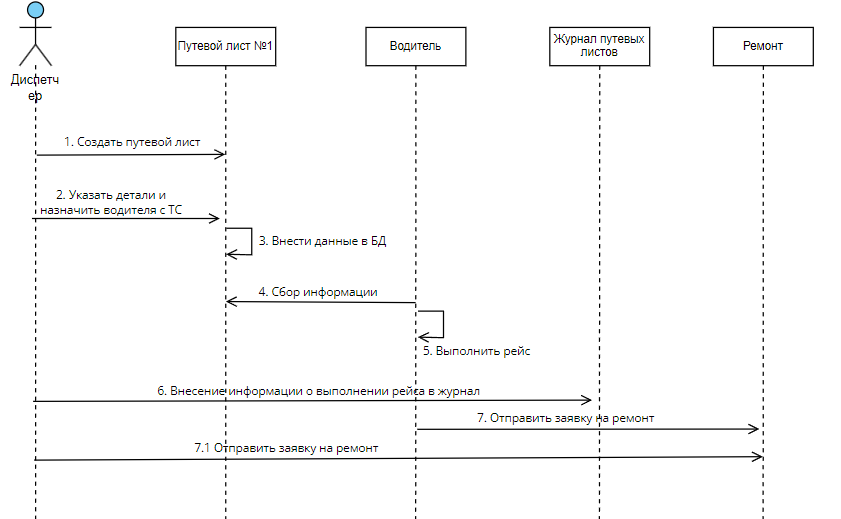 Диспетч
ер
Путевой лист №1
Водитель
Журнал путевых
листов
Ремонт
1. Создать путевой лист
2. Указать детали и
назначить водителя с ТС
3. Внести данные в БД
4. Сбор информации
5. Выполнить рейс
6. Внесение информации о выполнении рейса в журнал
7. Отправить заявку на ремонт
7.1 Отправить заявку на ремонт